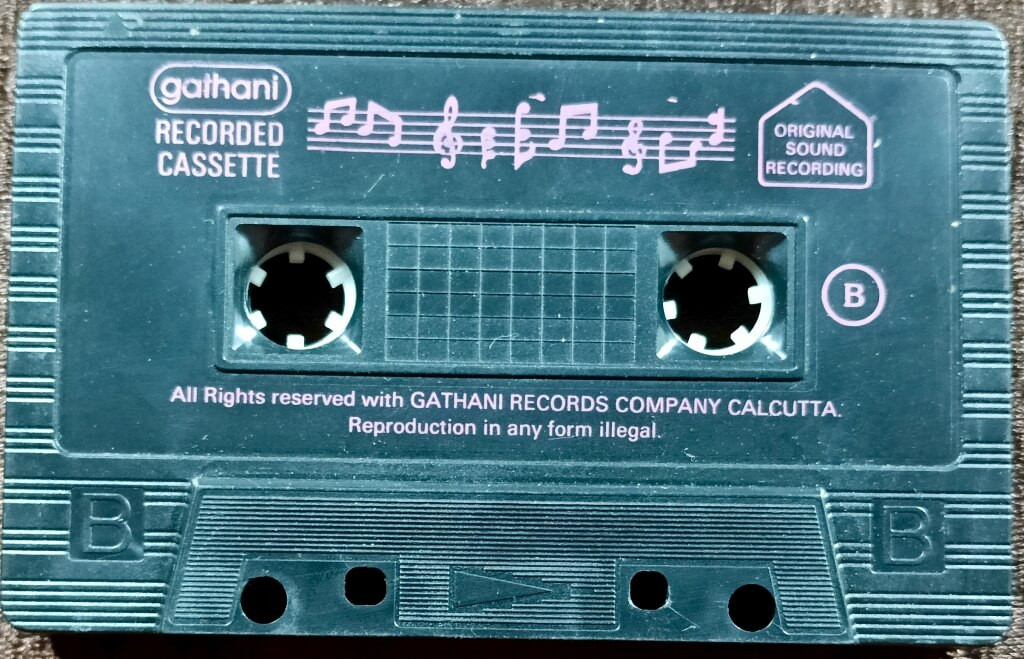 gathani
RECORDED
CASSETTE
ORIGINAL
SOUND
RECORDING
B
All Rights reserved with GATHANI RECORDS COMPANY CALCUTTA.
Reproduction in any form illegal.
B
B